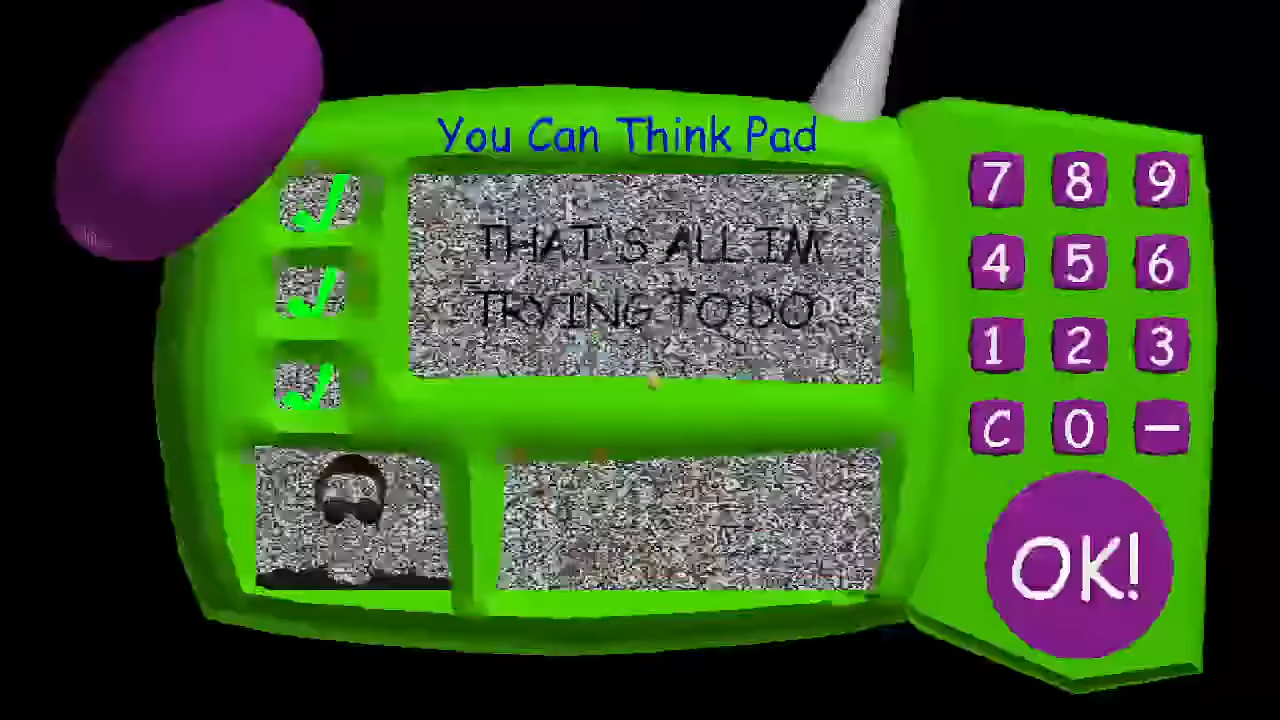 You Can Think Pad
THAT'S ALL IM
TRYING TO DO
7 8 9
4 5 6
1 2 3
C 0 −
OK!